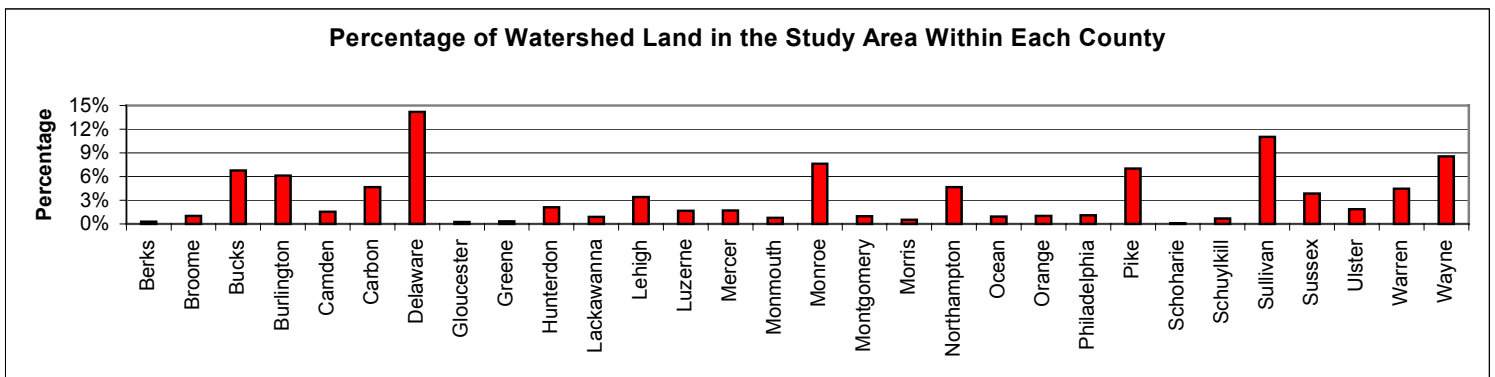 Percentage of Watershed Land in the Study Area Within Each County
Percentage
15%
12%
9%
6%
3%
0%
Berks
Broome
Bucks
Burlington
Camden
Carbon
Delaware
Gloucester
Greene
Hunterdon
Lackawanna
Lehigh
Luzerne
Mercer
Monmouth
Monroe
Montgomery
Morris
Northampton
Ocean
Orange
Philadelphia
Pike
Schoharie
Schuylkill
Sullivan
Sussex
Ulster
Warren
Wayne